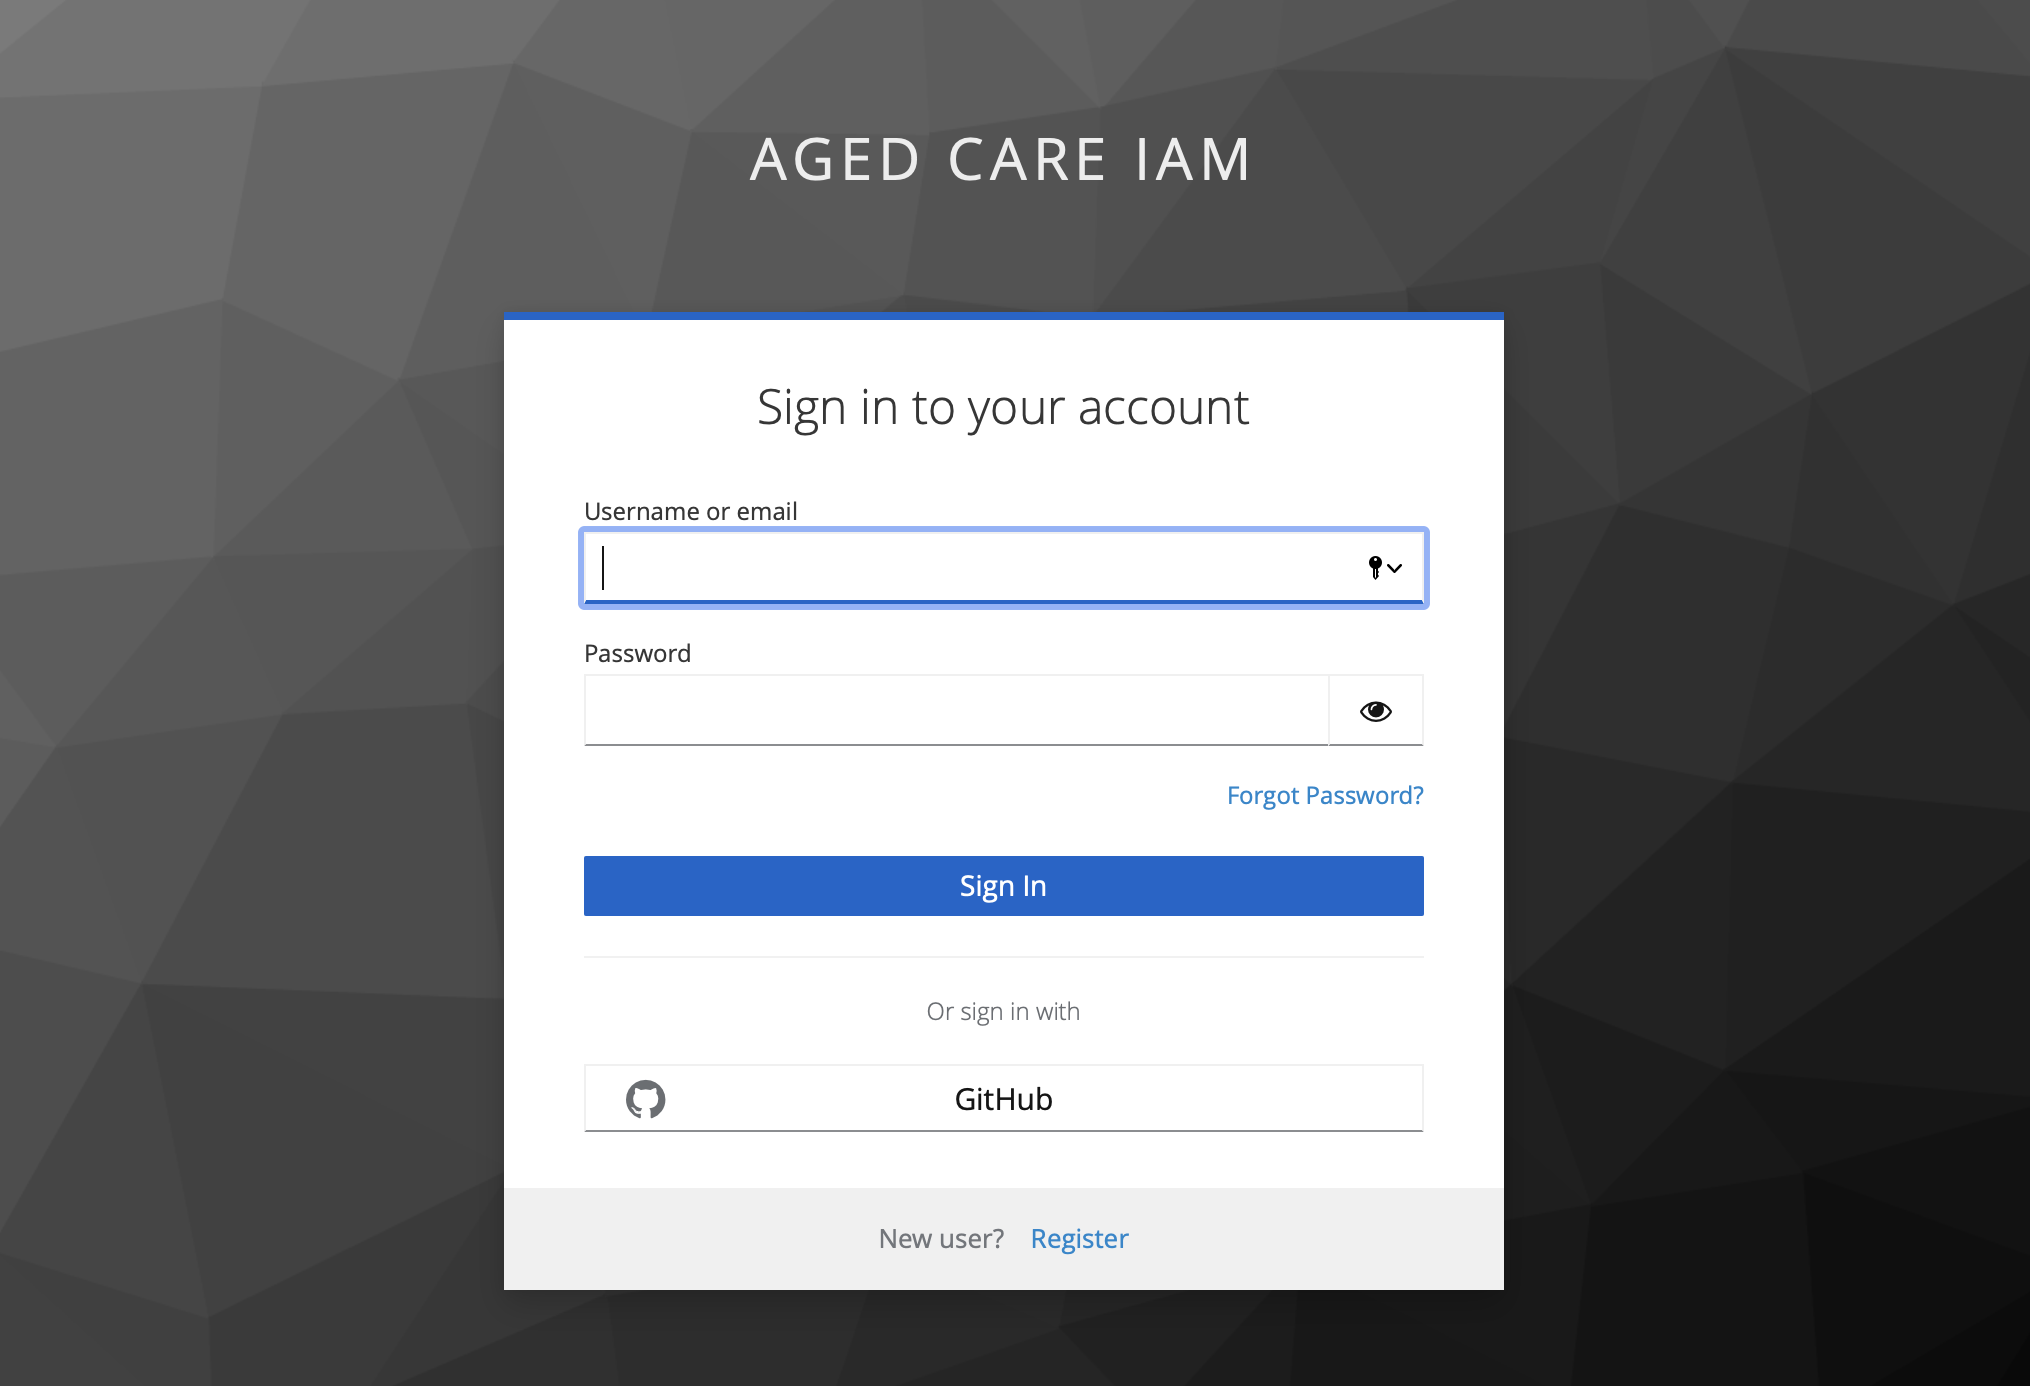 AGED CARE IAM
Sign in to your account
Username or email
Password
Forgot Password?
Sign In
Or sign in with
GitHub
New user? Register